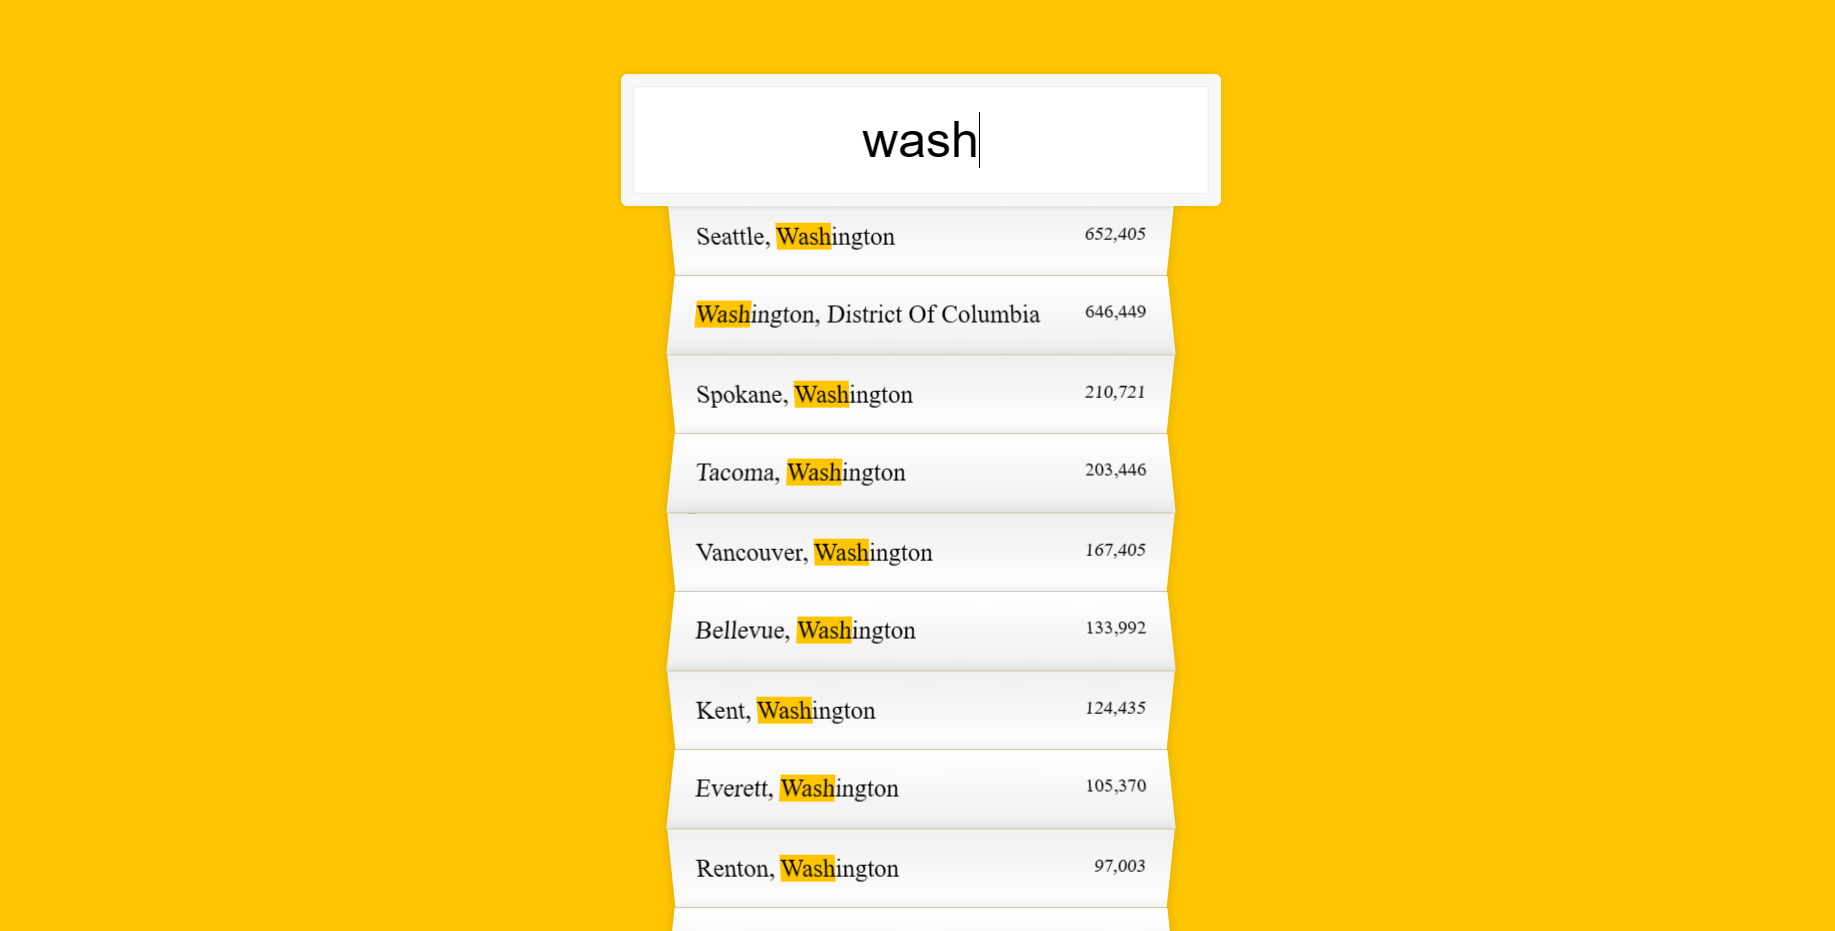 wash
Seattle, Washington 652,405
Washington, District Of Columbia 646,449
Spokane, Washington 210,721
Tacoma, Washington 203,446
Vancouver, Washington 167,405
Bellevue, Washington 133,992
Kent, Washington 124,435
Everett, Washington 105,370
Renton, Washington 97,003